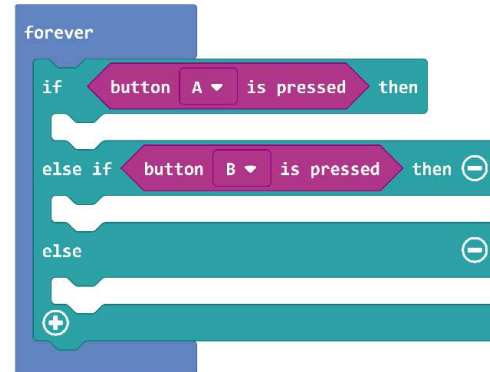 forever
if button A is pressed then
else if button B is pressed then
else